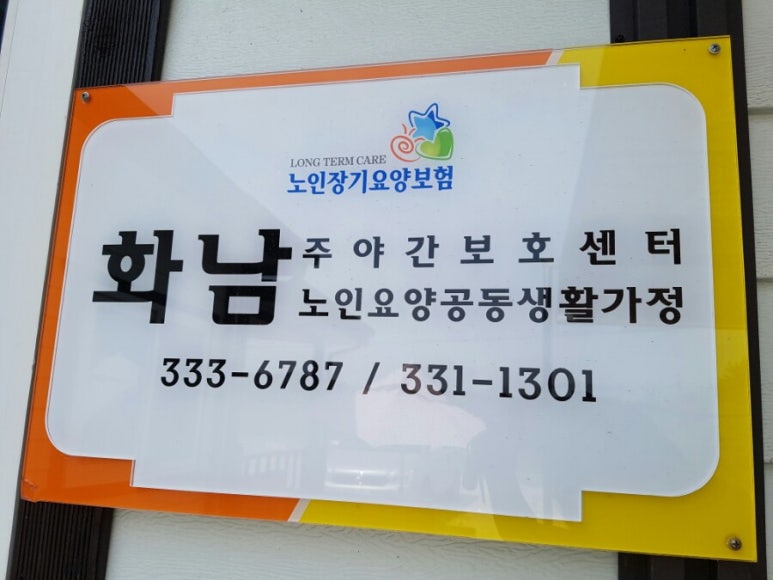 LONG TERM CARE
노인장기요양보험
화남 주야간보호센터
노인요양공동생활가정
333-6787 / 331-1301